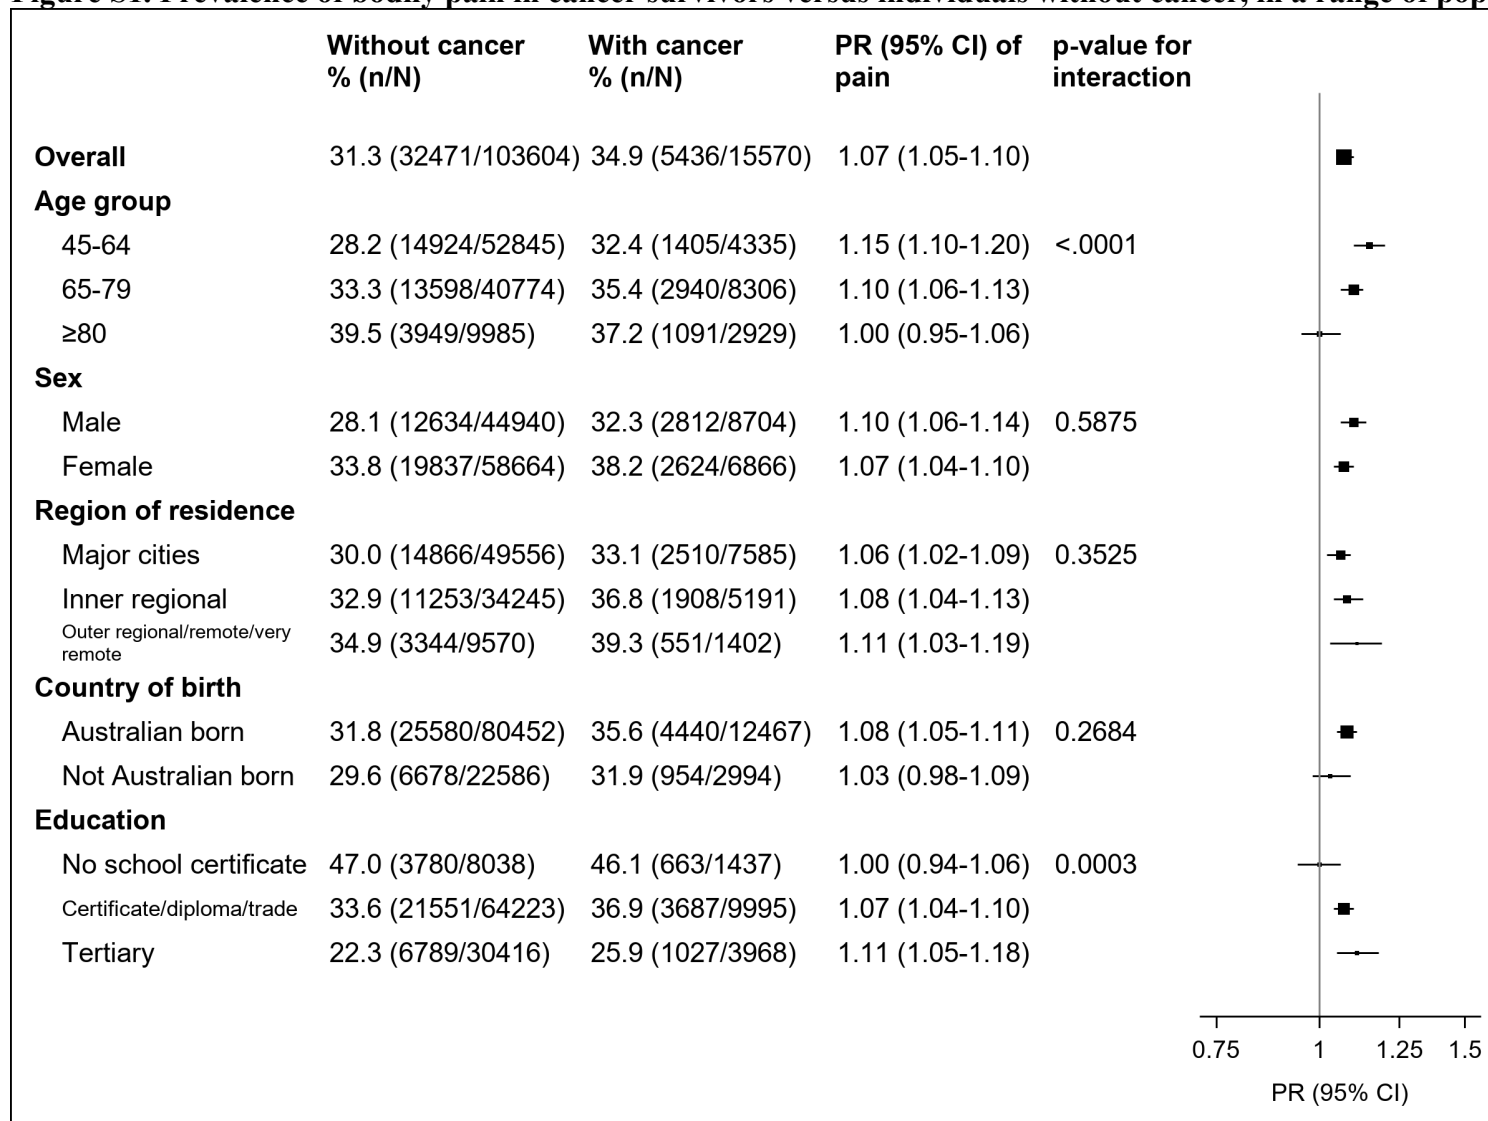 Figure S1. Prevalence of bodily pain in cancer survivors versus individuals without cancer, in a range of pop
Without cancer With cancer PR (95% CI) of p-value for
% (n/N) % (n/N) pain interaction
Overall 31.3 (32471/103604) 34.9 (5436/15570) 1.07 (1.05-1.10)
Age group
45-64 28.2 (14924/52845) 32.4 (1405/4335) 1.15 (1.10-1.20) <.0001
65-79 33.3 (13598/40774) 35.4 (2940/8306) 1.10 (1.06-1.13)
≥80 39.5 (3949/9985) 37.2 (1091/2929) 1.00 (0.95-1.06)
Sex
Male 28.1 (12634/44940) 32.3 (2812/8704) 1.10 (1.06-1.14) 0.5875
Female 33.8 (19837/58664) 38.2 (2624/6866) 1.07 (1.04-1.10)
Region of residence
Major cities 30.0 (14866/49556) 33.1 (2510/7585) 1.06 (1.02-1.09) 0.3525
Inner regional 32.9 (11253/34245) 36.8 (1908/5191) 1.08 (1.04-1.13)
Outer regional/remote/very
remote 34.9 (3344/9570) 39.3 (551/1402) 1.11 (1.03-1.19)
Country of birth
Australian born 31.8 (25580/80452) 35.6 (4440/12467) 1.08 (1.05-1.11) 0.2684
Not Australian born 29.6 (6678/22586) 31.9 (954/2994) 1.03 (0.98-1.09)
Education
No school certificate 47.0 (3780/8038) 46.1 (663/1437) 1.00 (0.94-1.06) 0.0003
Certificate/diploma/trade 33.6 (21551/64223) 36.9 (3687/9995) 1.07 (1.04-1.10)
Tertiary 22.3 (6789/30416) 25.9 (1027/3968) 1.11 (1.05-1.18)
0.75 1 1.25 1.5
PR (95% CI)